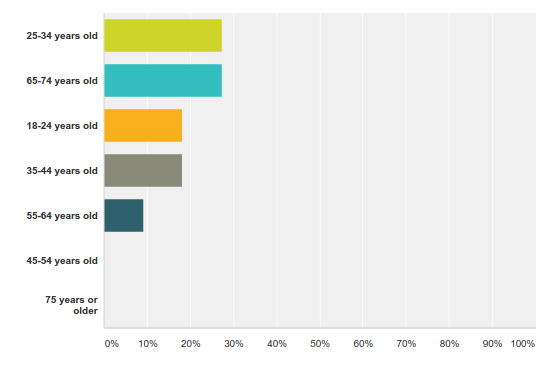 25-34 years old
65-74 years old
18-24 years old
35-44 years old
55-64 years old
45-54 years old
75 years or
older
0% 10% 20% 30% 40% 50% 60% 70% 80% 90% 100%